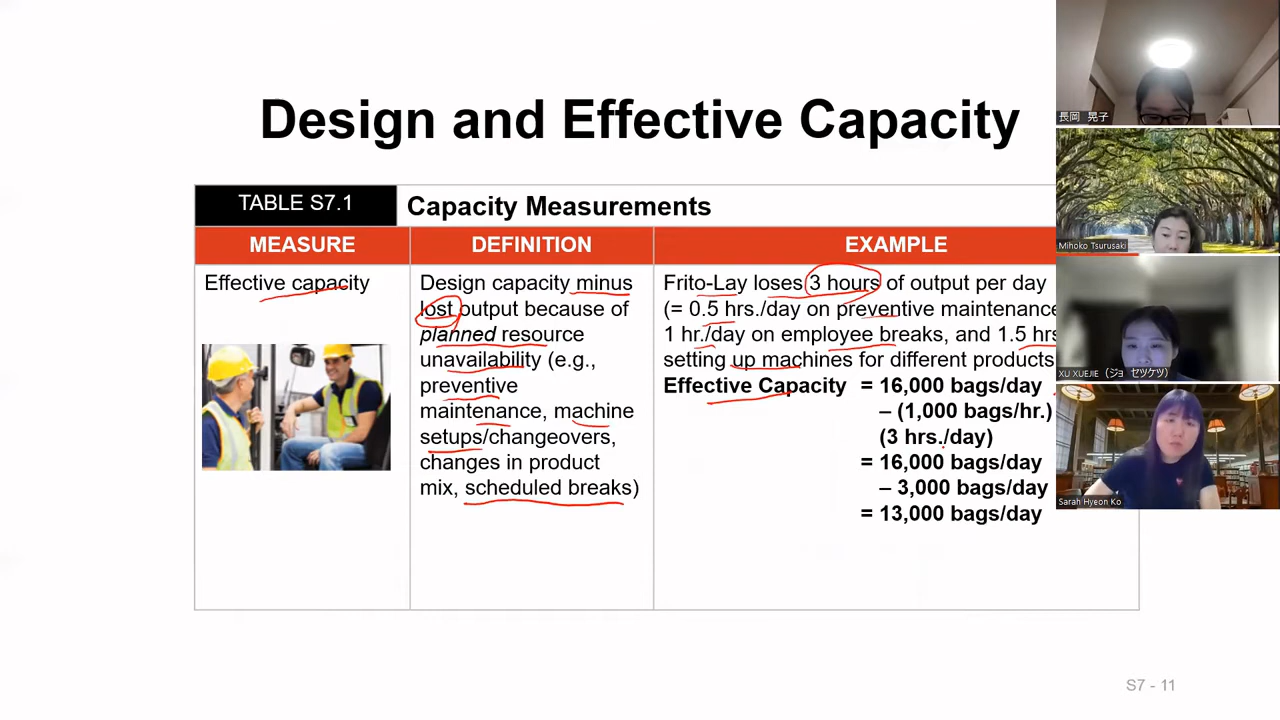 Design and Effective Capacity
TABLE S7.1
Capacity Measurements
MEASURE
DEFINITION
EXAMPLE
Effective capacity
Design capacity minus
lost output because of
planned resource
unavailability (e.g.,
preventive
maintenance, machine
setups/changeovers,
changes in product
mix, scheduled breaks)
Frito-Lay loses 3 hours of output per day
(= 0.5 hrs./day on preventive maintenance
1 hr./day on employee breaks, and 1.5 hrs
setting up machines for different products
Effective Capacity = 16,000 bags/day
– (1,000 bags/hr.)
(3 hrs./day)
= 16,000 bags/day
– 3,000 bags/day
= 13,000 bags/day
S7 - 11
長岡 晃子
Mihoko Tsurusaki
XU XUEJIE (ジョ セツケツ)
Sarah Hyeon Ko